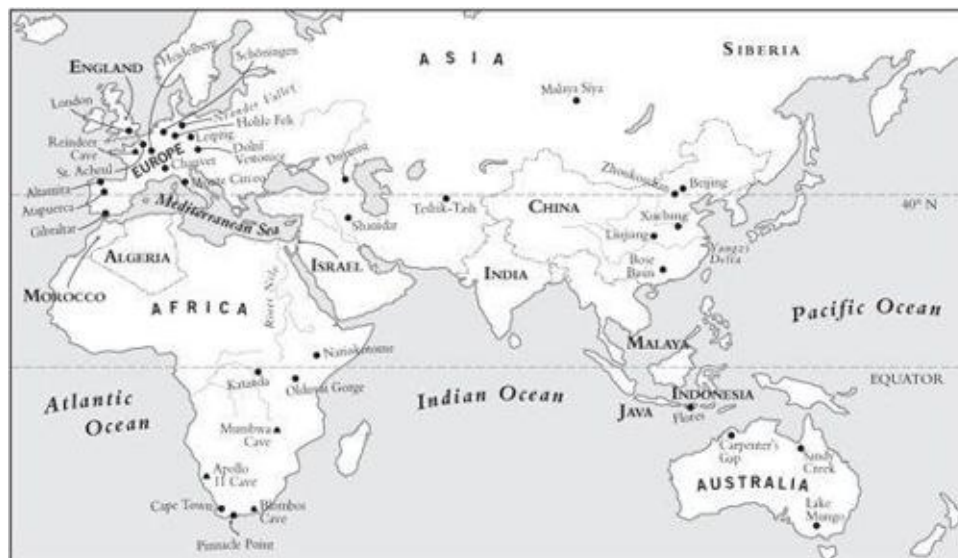 ENGLAND
London
Reindeer
Cave
St. Acheul
Altamira
Atapuerca
Gibraltar
Heidelberg
Schöningen
Neander Valley
Hohle Fels
Leipzig
Dolní
Vestonice
EUROPE
Chauvet
Monte Circeo
Mediterranean Sea
Dmanisi
ASIA
SIBERIA
Malaya Siya
Teshik-Tash
Shanidar
Zhoukoudian
Beijing
40° N
CHINA
Xuchang
Liujiang
Yangzi
Delta
Bose
Basin
ALGERIA
MOROCCO
ISRAEL
INDIA
AFRICA
River Nile
Nariokotome
Katanda
Olduvai Gorge
Mumbwa
Cave
Apollo
11 Cave
Cape Town
Blombos
Cave
Pinnacle Point
Atlantic
Ocean
Indian Ocean
Pacific Ocean
MALAYA
EQUATOR
INDONESIA
JAVA
Flores
Carpenter's
Gap
Sandy
Creek
AUSTRALIA
Lake
Mungo